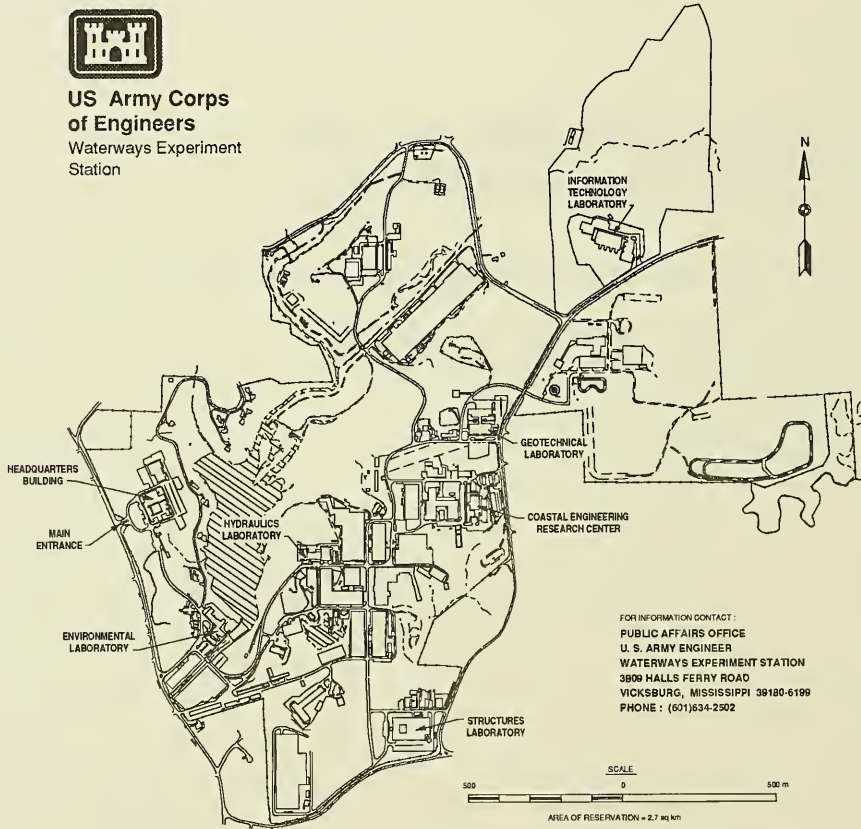 US Army Corps
of Engineers
Waterways Experiment
Station
N
INFORMATION
TECHNOLOGY
LABORATORY
GEOTECHNICAL
LABORATORY
HEADQUARTERS
BUILDING
MAIN
ENTRANCE
HYDRAULICS
LABORATORY
COASTAL ENGINEERING
RESEARCH CENTER
ENVIRONMENTAL
LABORATORY
STRUCTURES
LABORATORY
FOR INFORMATION CONTACT :
PUBLIC AFFAIRS OFFICE
U. S. ARMY ENGINEER
WATERWAYS EXPERIMENT STATION
3809 HALLS FERRY ROAD
VICKSBURG, MISSISSIPPI 39180-6199
PHONE : (601)634-2502
SCALE
500 0 500 m
AREA OF RESERVATION = 2.7 sq km